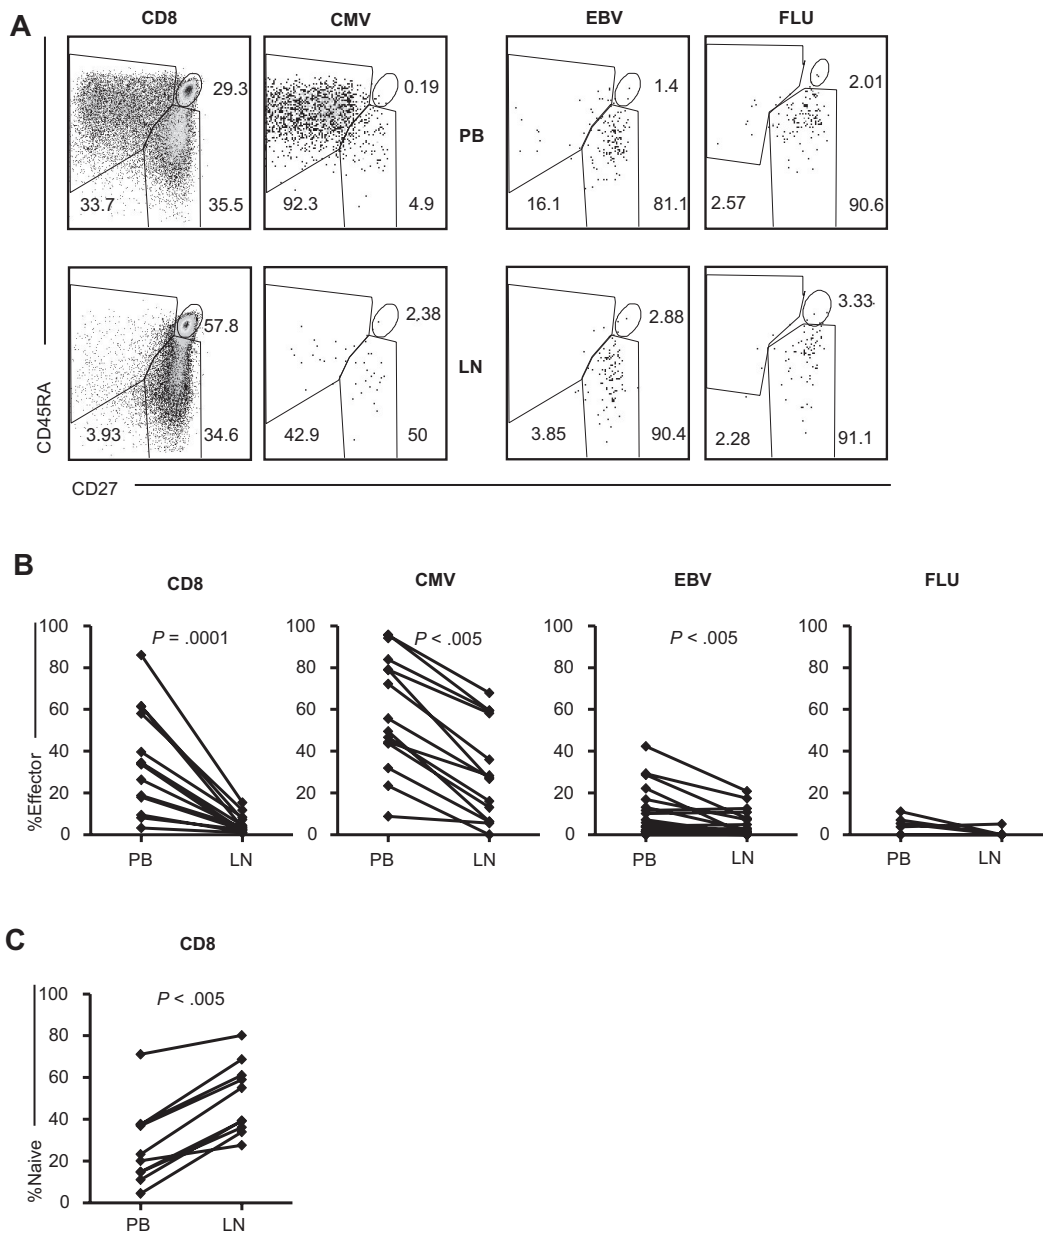 A
CD8
CMV
EBV
FLU
29.3
33.7
35.5
0.19
92.3
4.9
PB
1.4
16.1
81.1
2.01
2.57
90.6
57.8
3.93
34.6
2,38
42.9
50
LN
2.88
3.85
90.4
3.33
2.28
91.1
CD45RA
CD27
B
CD8
CMV
EBV
FLU
%Effector
100
80
60
40
20
0
P = .0001
PB
LN
100
80
60
40
20
0
P < .005
PB
LN
100
80
60
40
20
0
P < .005
PB
LN
100
80
60
40
20
0
PB
LN
C
CD8
%Naive
100
80
60
40
20
0
P < .005
PB
LN